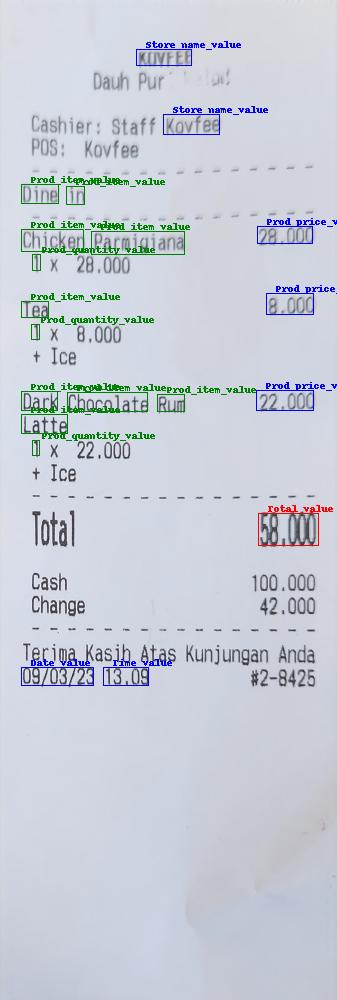 Store_name_value
KOVFEE
Dauh Pur
Store_name_value
Cashier: Staff Kovfee
POS: Kovfee
Prod_item_value Prod_item_value
Dine in
Prod_item_value Prod_item_value Prod_price_v
Chicken Parmigiana 28.000
Prod_quantity_value
1 x 28.000
Prod_item_value Prod_price_
Tea 8.000
Prod_quantity_value
1 x 8.000
+ Ice
Prod_item_value Prod_item_value Prod_item_value Prod_price_v
Dark Chocolate Rum 22.000
Prod_item_value
Latte
Prod_quantity_value
1 x 22.000
+ Ice
Total_value
Total 58.000
Cash 100.000
Change 42.000
Terima Kasih Atas Kunjungan Anda
Date_value Time_value
09/03/23 13.09 #2-8425